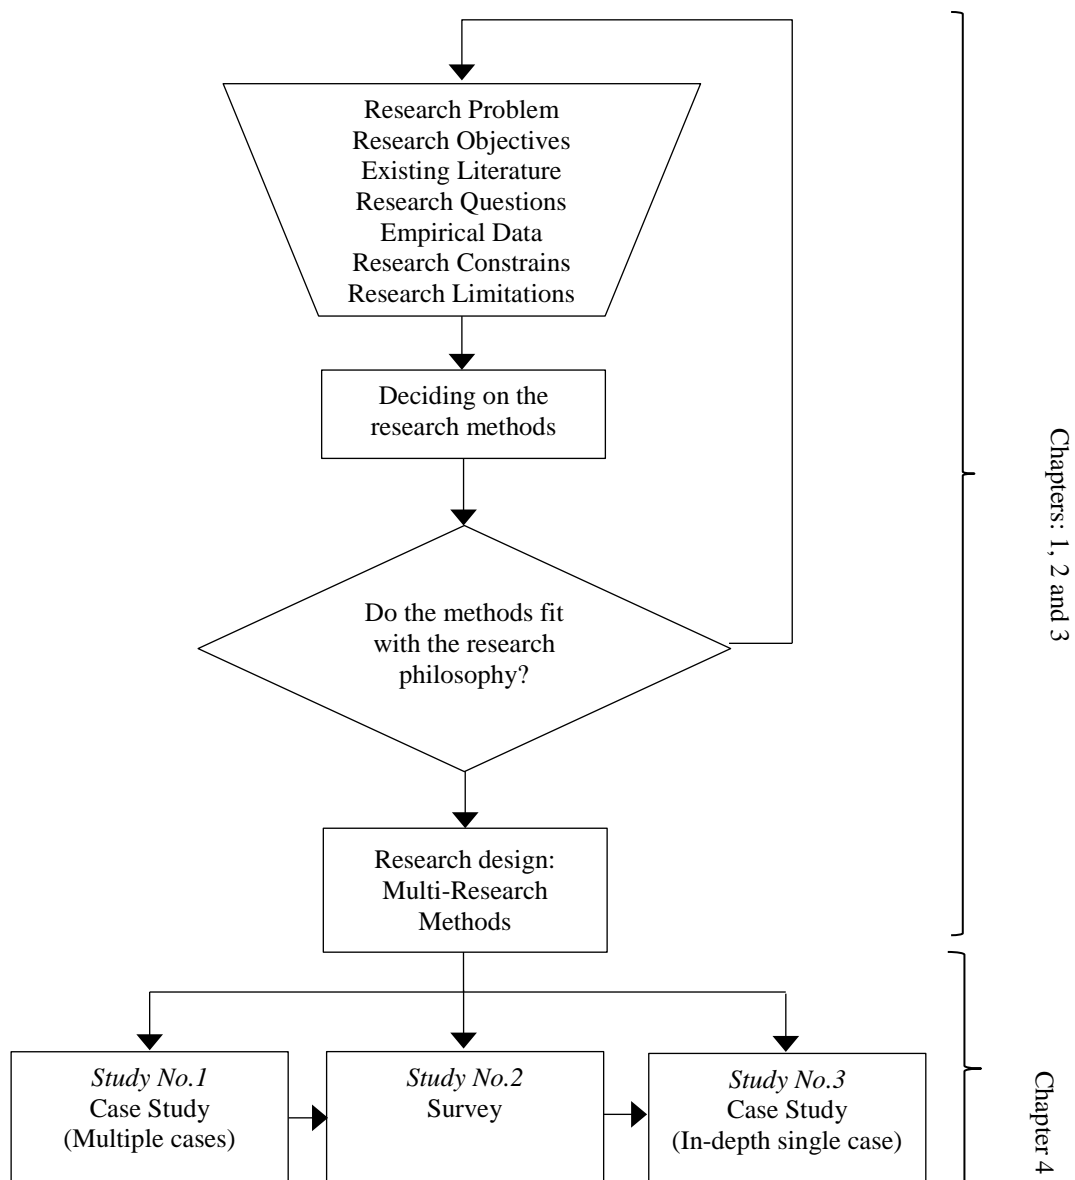 Research Problem
Research Objectives
Existing Literature
Research Questions
Empirical Data
Research Constrains
Research Limitations
Deciding on the
research methods
Do the methods fit
with the research
philosophy?
Research design:
Multi-Research
Methods
Chapters: 1, 2 and 3
Study No.1
Case Study
(Multiple cases)
Study No.2
Survey
Study No.3
Case Study
(In-depth single case)
Chapter 4